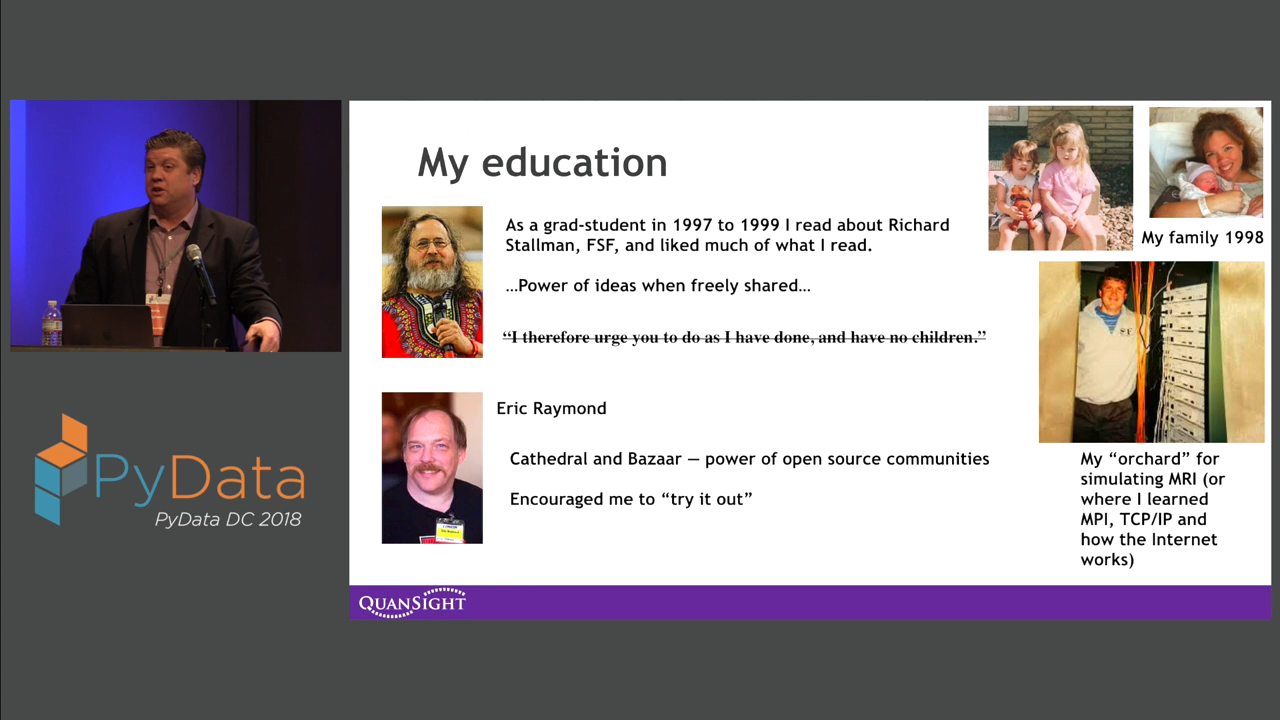 My education
As a grad-student in 1997 to 1999 I read about Richard
Stallman, FSF, and liked much of what I read.
…Power of ideas when freely shared…
“I therefore urge you to do as I have done, and have no children.”
Eric Raymond
Cathedral and Bazaar — power of open source communities
Encouraged me to “try it out”
My family 1998
My “orchard” for
simulating MRI (or
where I learned
MPI, TCP/IP and
how the Internet
works)
QUANSIGHT
PyData
PyData DC 2018